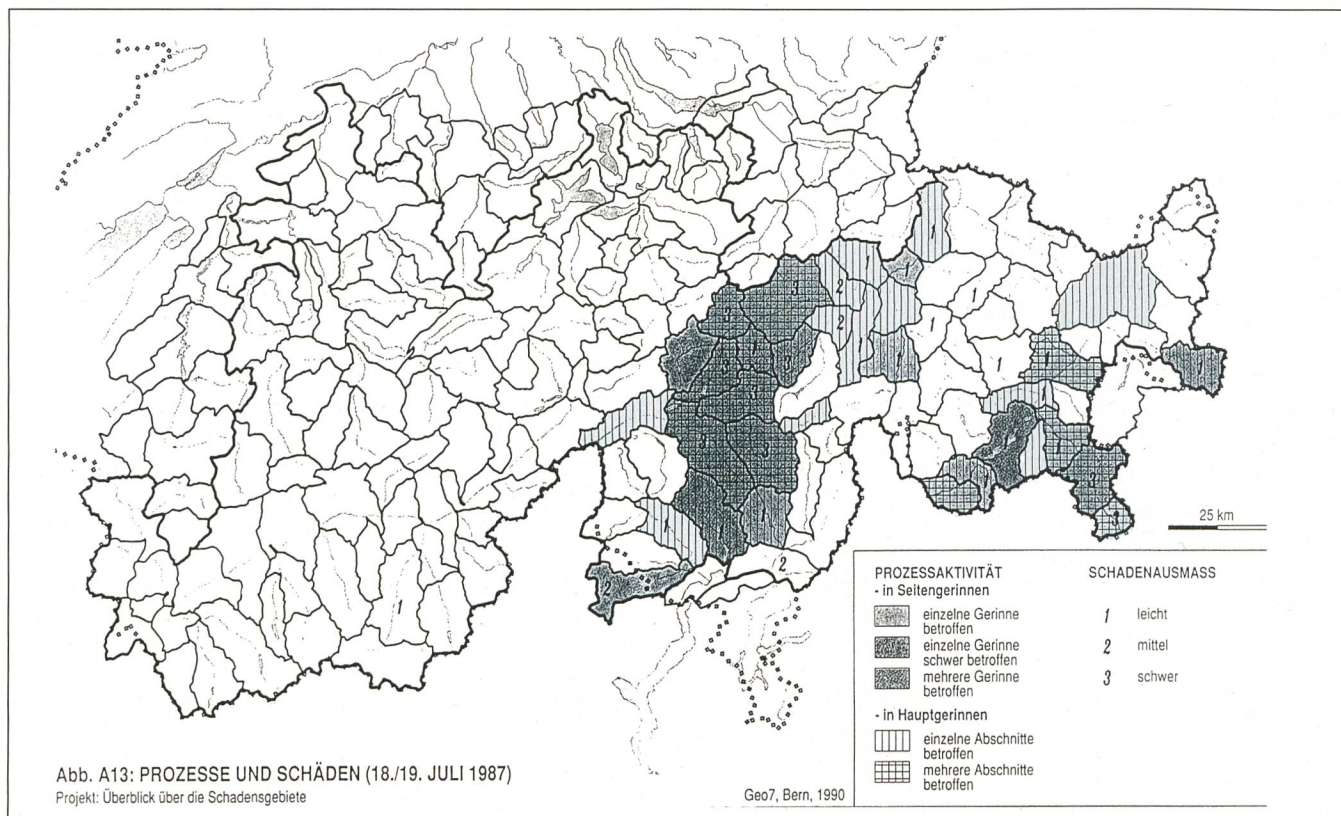 25 km
PROZESSAKTIVITÄT
- in Seitengerinnen
einzelne Gerinne
betroffen
einzelne Gerinne
schwer betroffen
mehrere Gerinne
betroffen
- in Hauptgerinnen
einzelne Abschnitte
betroffen
mehrere Abschnitte
betroffen
SCHADENAUSMASS
1 leicht
2 mittel
3 schwer
Abb. A13: PROZESSE UND SCHÄDEN (18./19. JULI 1987)
Projekt: Überblick über die Schadensgebiete
Geo7, Bern, 1990